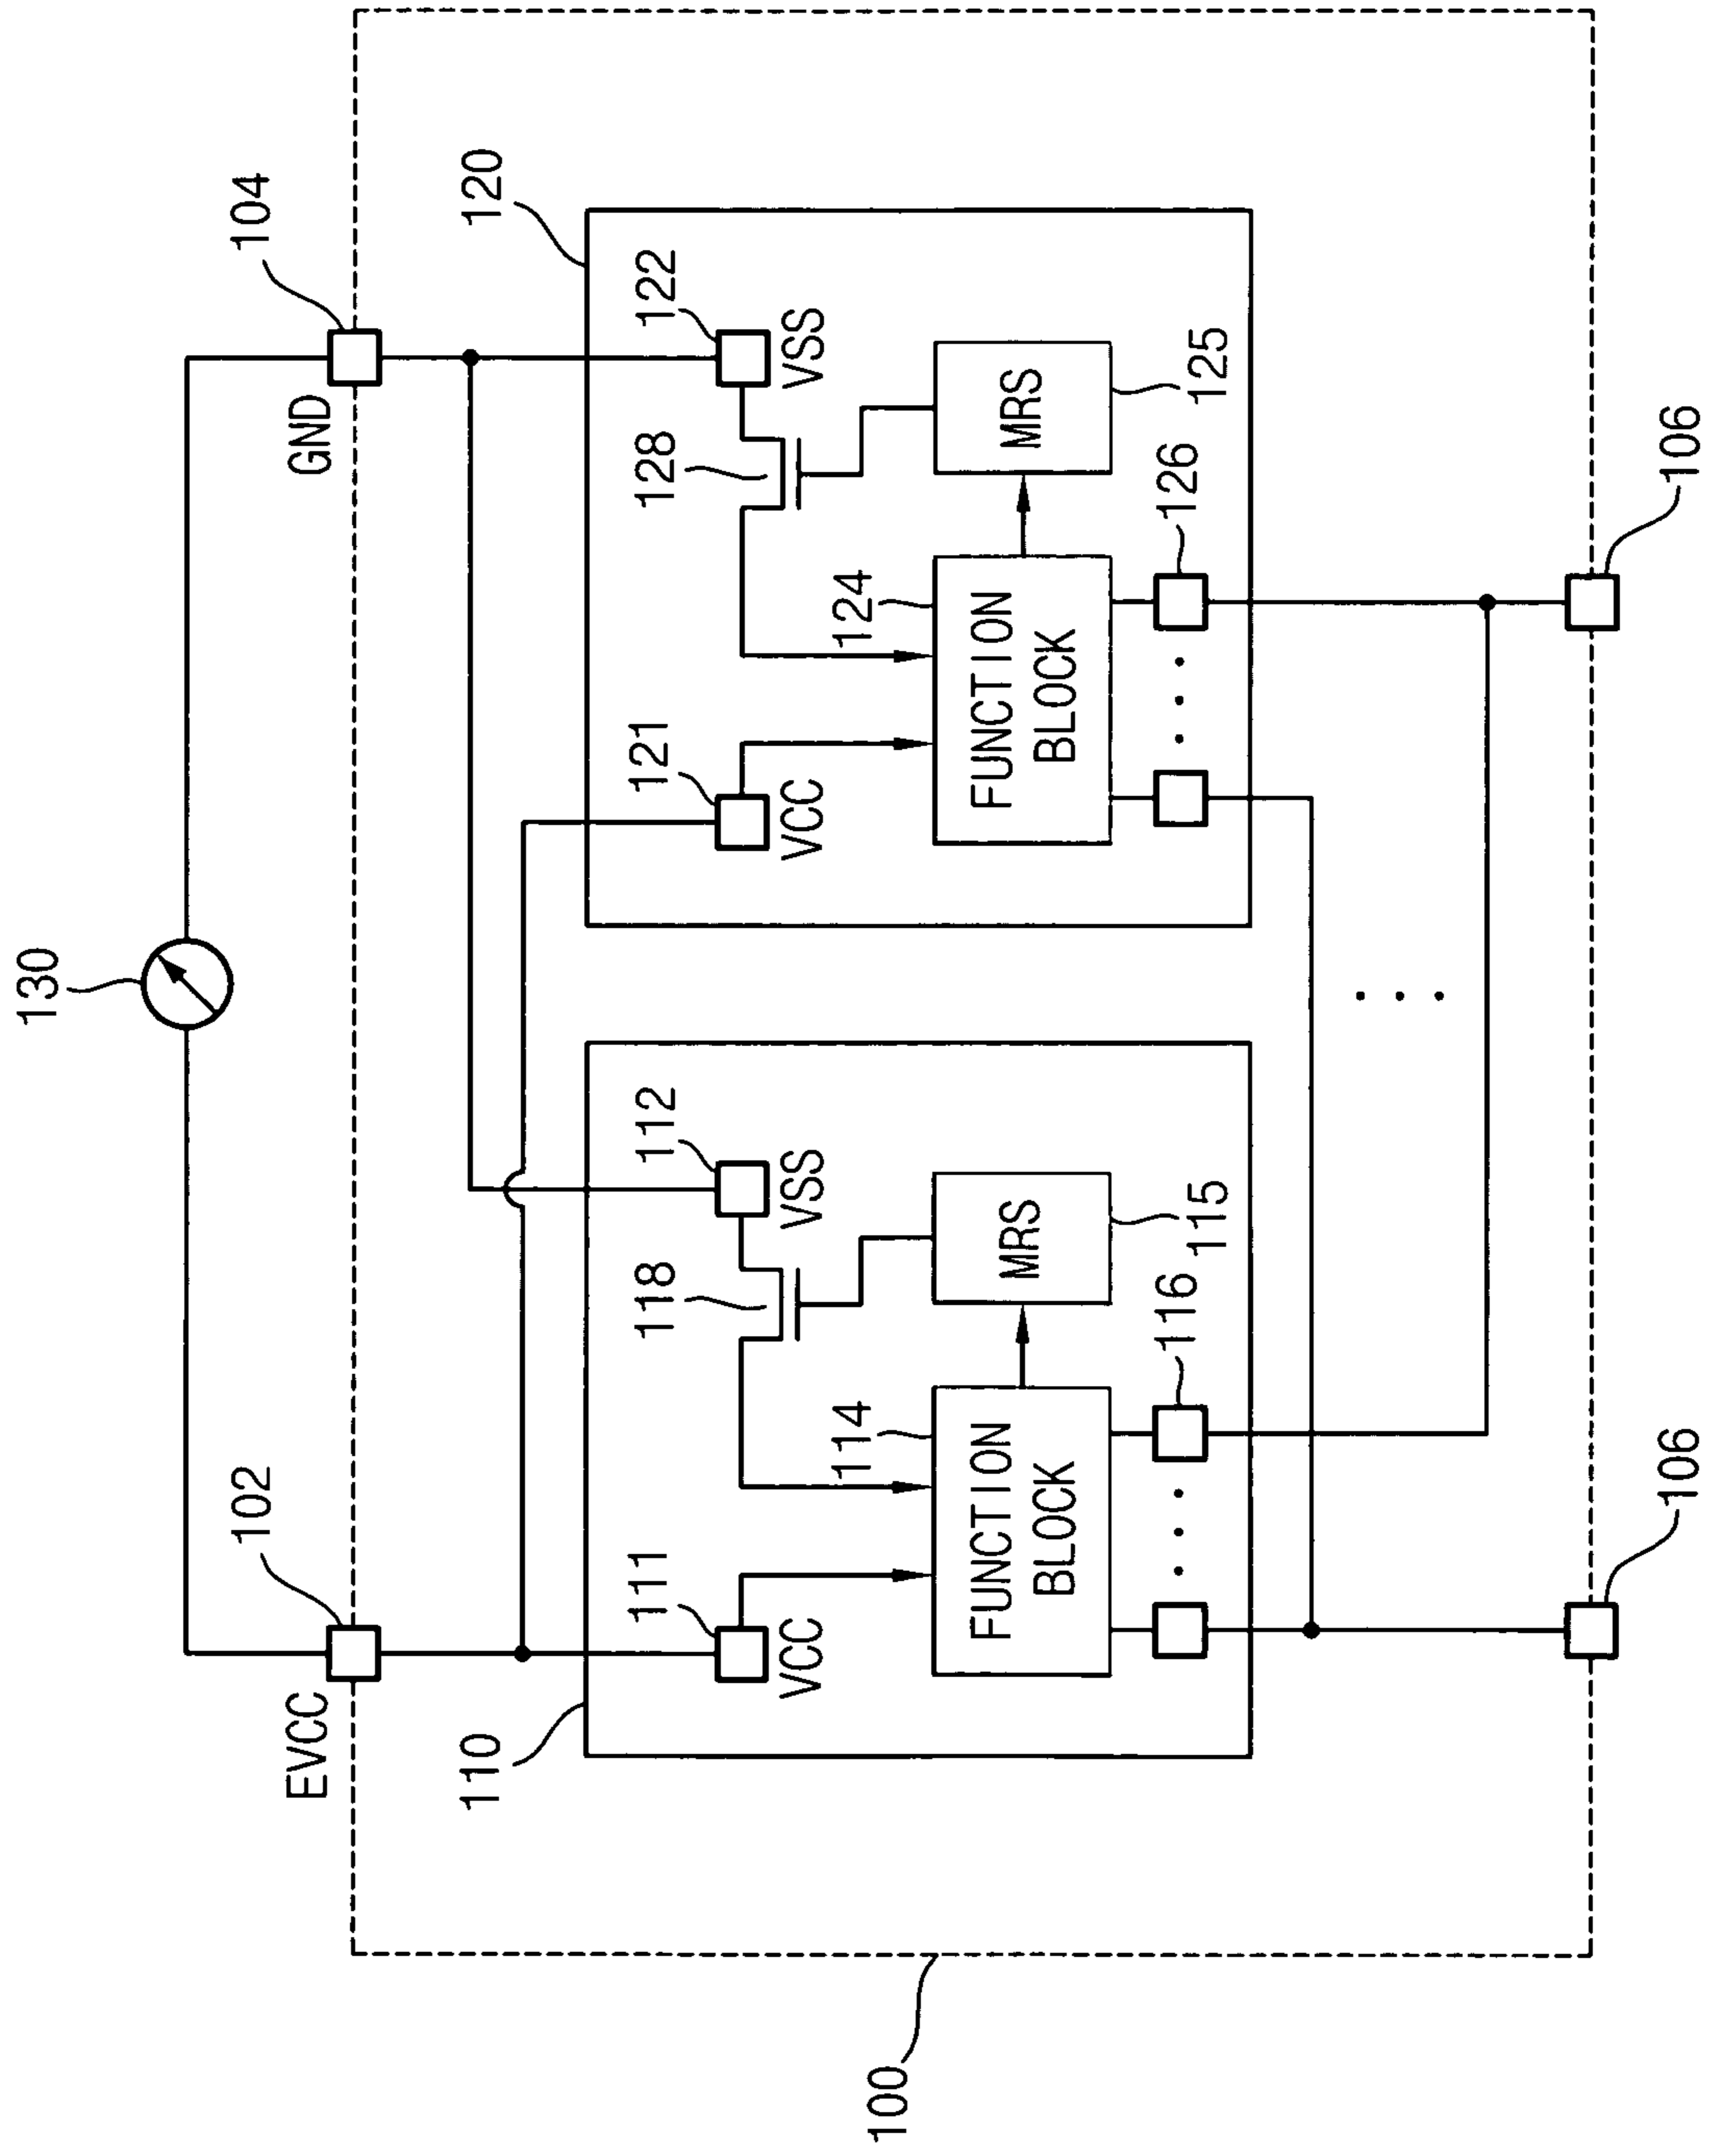 130
EVCC
102
GND
104
110
120
111
VCC
118
112
VSS
114
FUNCTION
BLOCK
MRS
115
116
121
VCC
128
122
VSS
124
FUNCTION
BLOCK
MRS
125
126
106
106
100